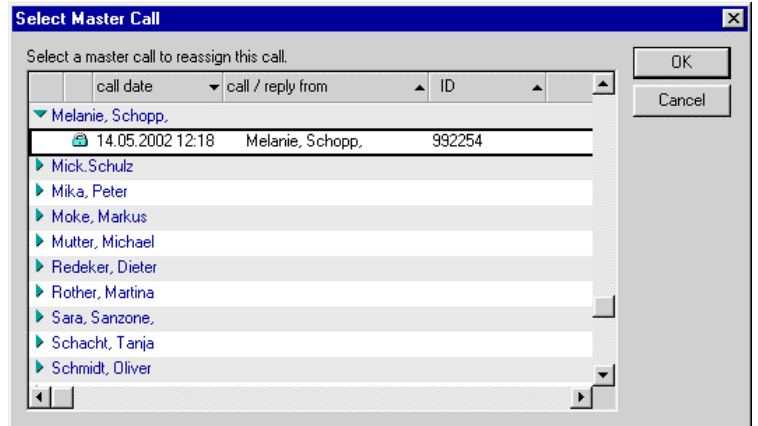 Select Master Call
Select a master call to reassign this call.
OK
Cancel
call date call / reply from ID
Melanie, Schopp,
14.05.2002 12:18 Melanie, Schopp, 992254
Mick.Schulz
Mika, Peter
Moke, Markus
Mutter, Michael
Redeker, Dieter
Rother, Martina
Sara, Sanzone,
Schacht, Tanja
Schmidt, Oliver